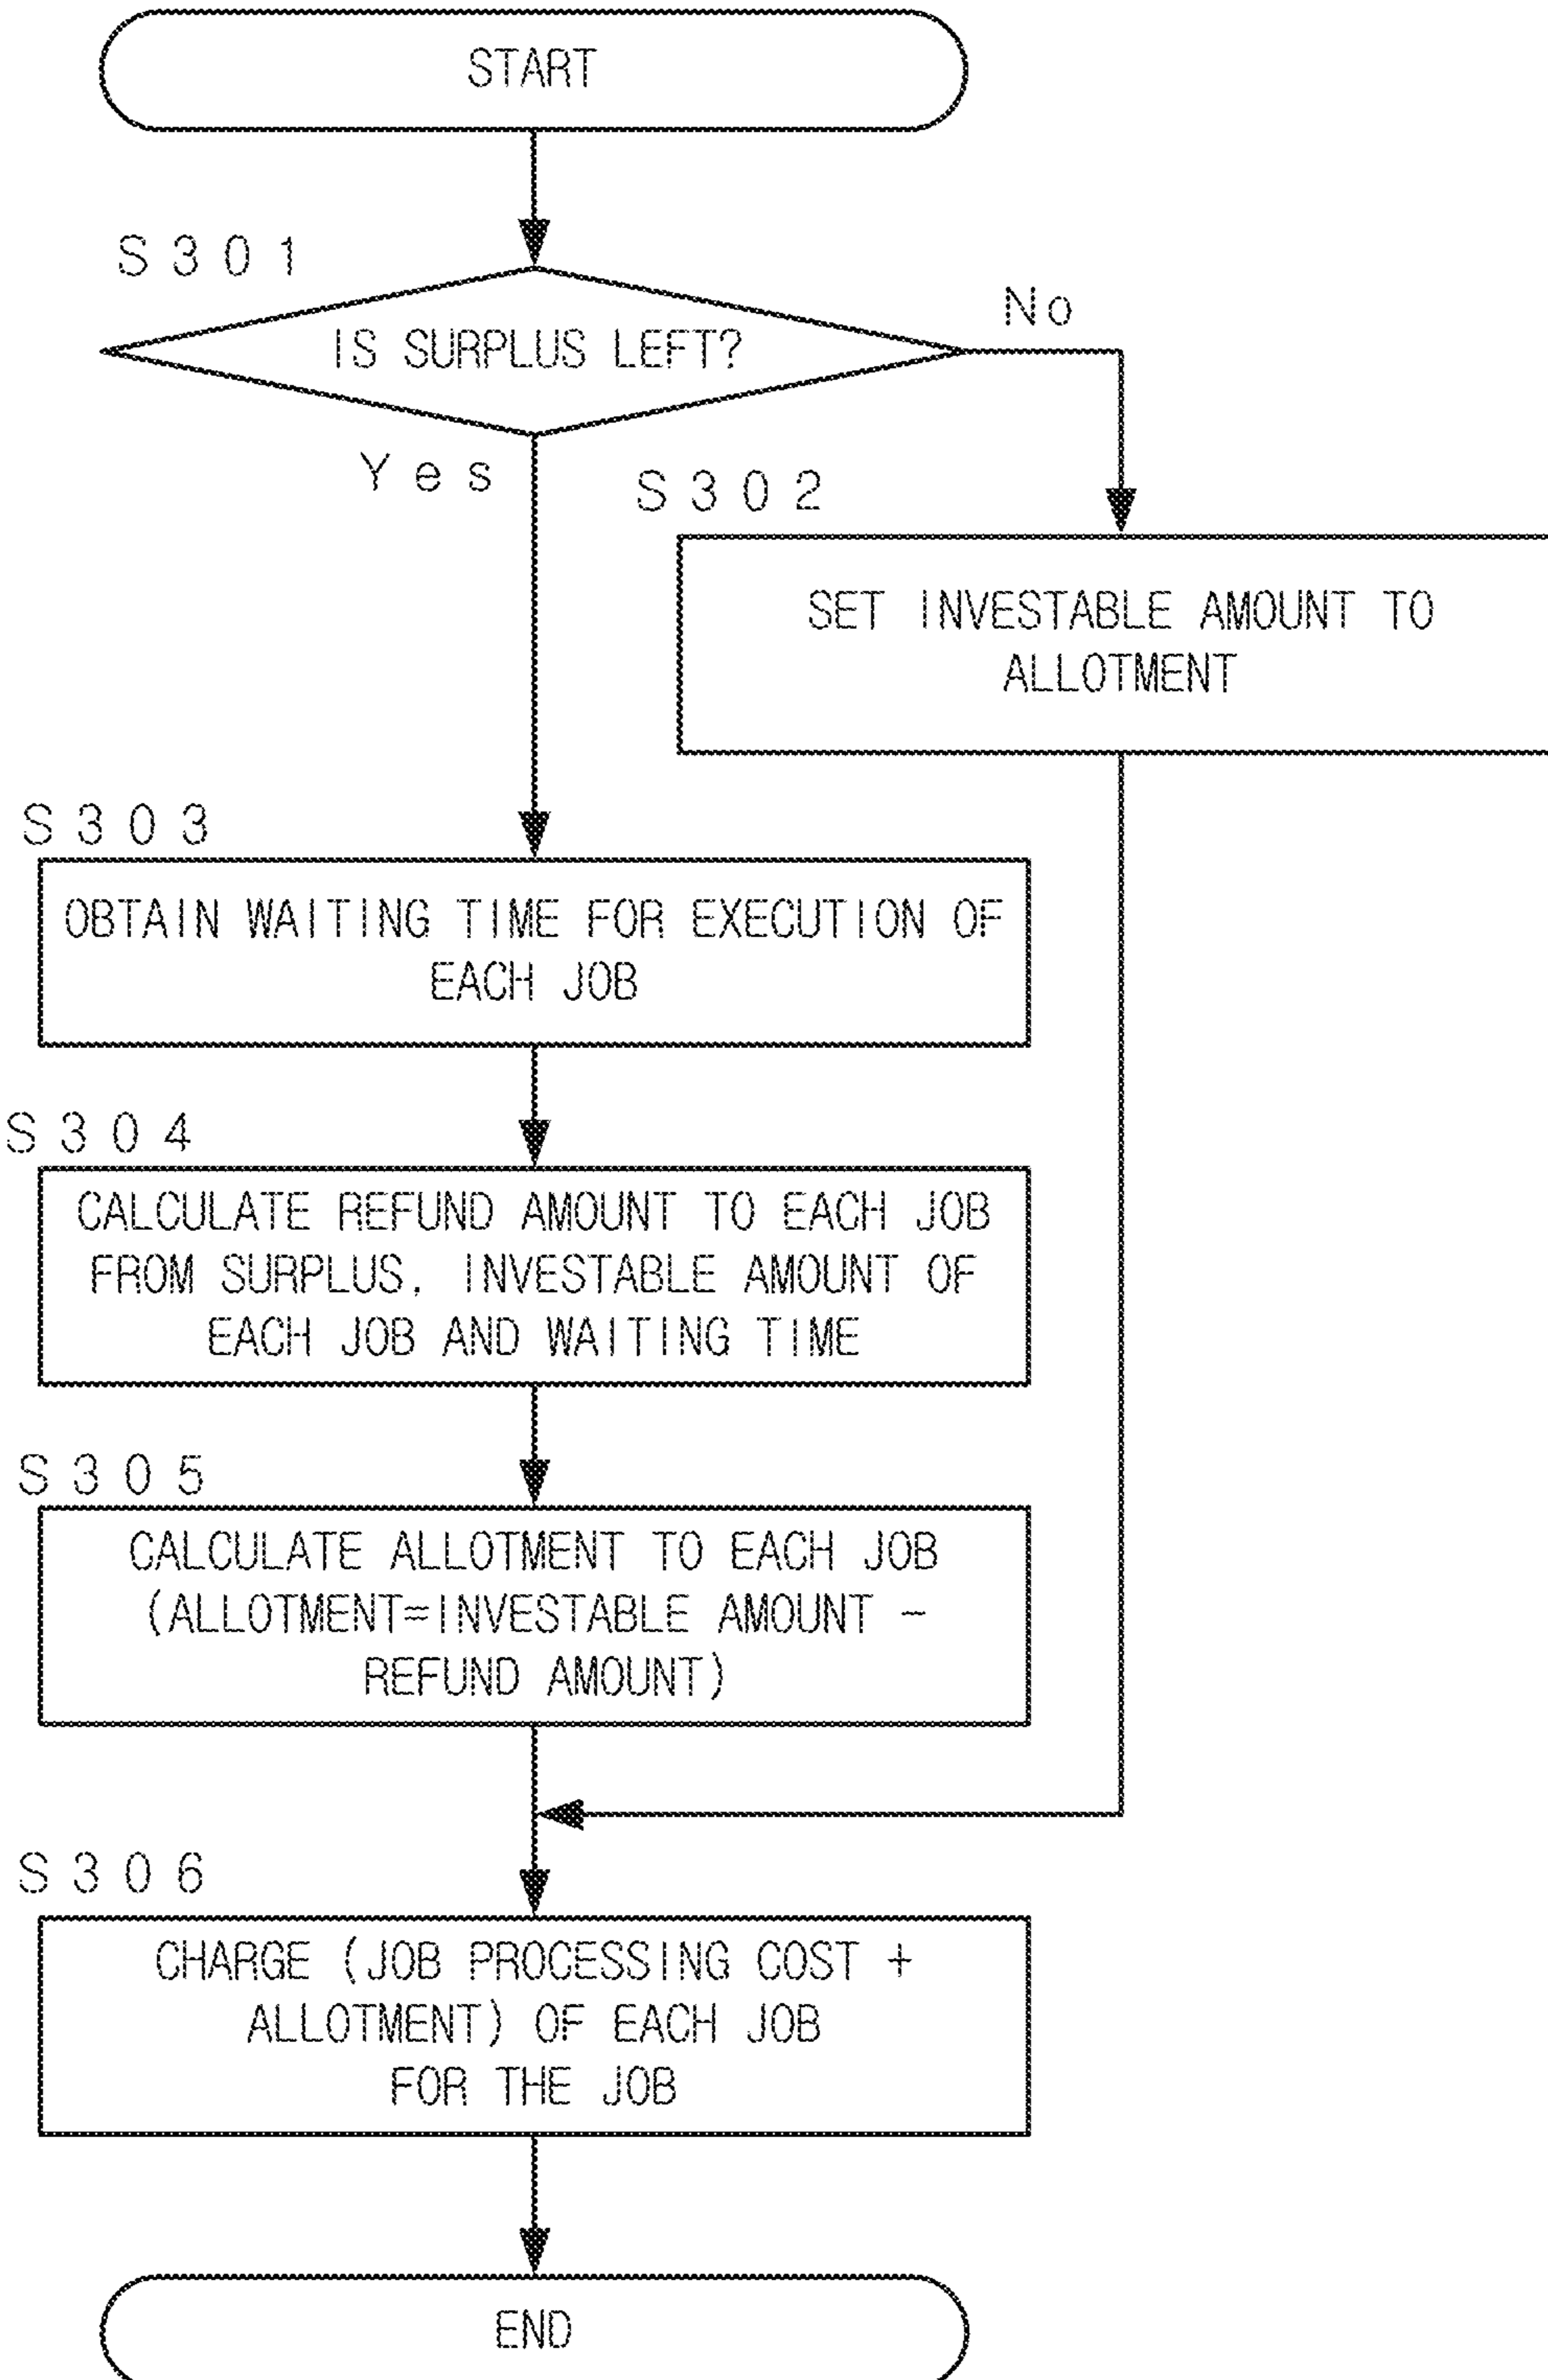 START
S301
IS SURPLUS LEFT?
No
Yes
S302
SET INVESTABLE AMOUNT TO
ALLOTMENT
S303
OBTAIN WAITING TIME FOR EXECUTION OF
EACH JOB
S304
CALCULATE REFUND AMOUNT TO EACH JOB
FROM SURPLUS, INVESTABLE AMOUNT OF
EACH JOB AND WAITING TIME
S305
CALCULATE ALLOTMENT TO EACH JOB
(ALLOTMENT=INVESTABLE AMOUNT −
REFUND AMOUNT)
S306
CHARGE (JOB PROCESSING COST +
ALLOTMENT) OF EACH JOB
FOR THE JOB
END